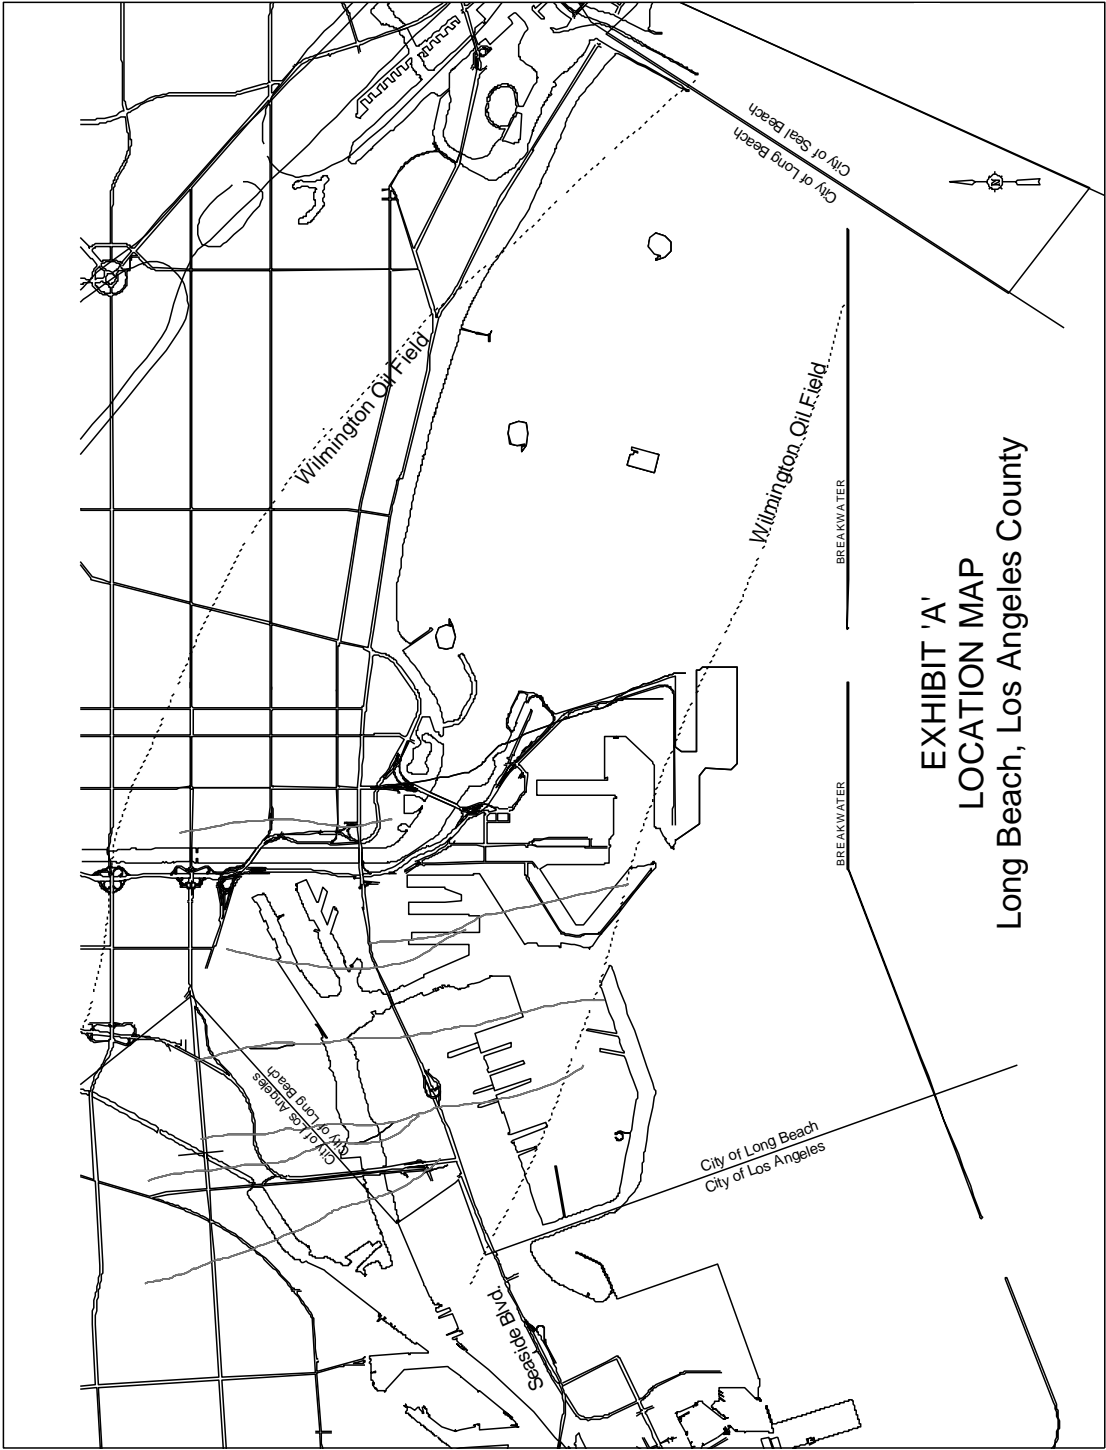 EXHIBIT 'A'
LOCATION MAP
Long Beach, Los Angeles County
City of Seal Beach
City of Long Beach
N
Wilmington Oil Field
Wilmington Oil Field
BREAKWATER
BREAKWATER
City of Los Angeles
City of Long Beach
City of Long Beach
City of Los Angeles
Seaside Blvd.